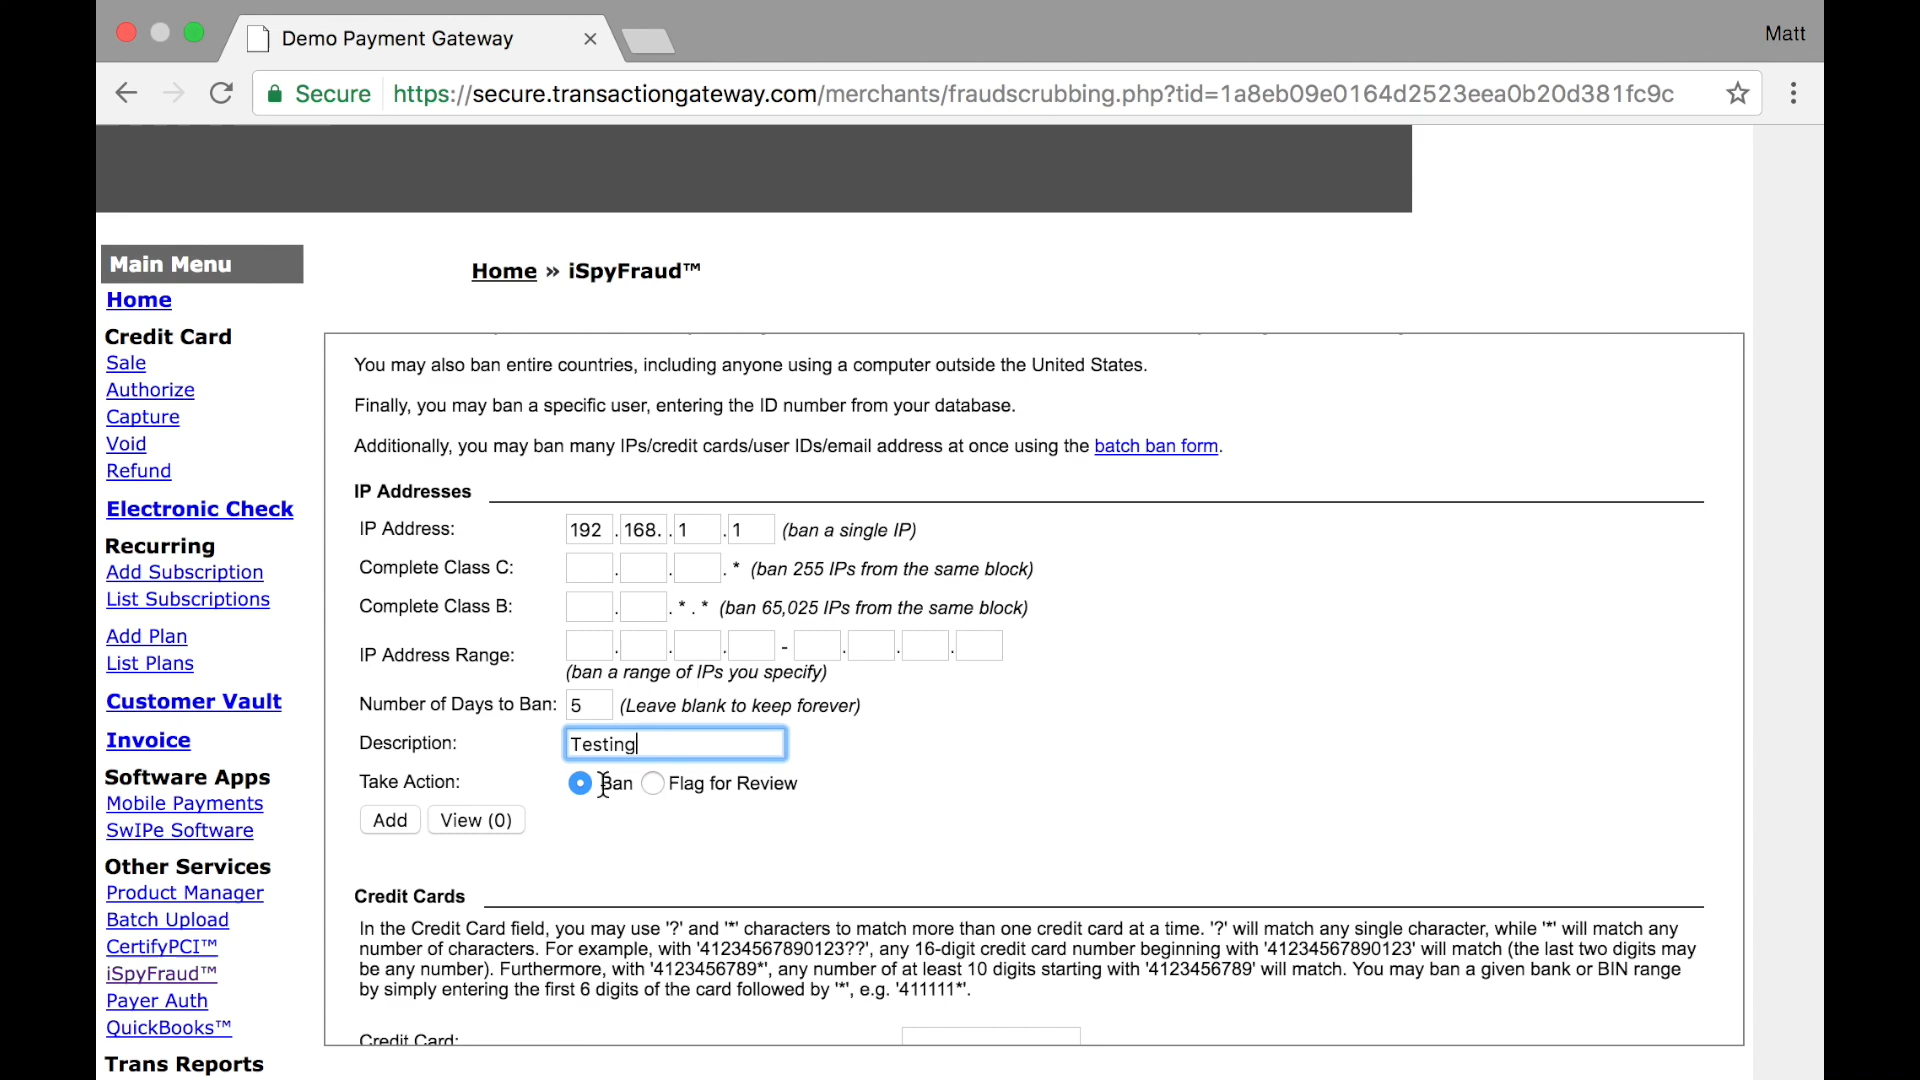 Demo Payment Gateway
Matt
Secure https://secure.transactiongateway.com/merchants/fraudscrubbing.php?tid=1a8eb09e0164d2523eea0b20d381fc9c
Main Menu
Home » iSpyFraud™
Home
Credit Card
Sale
Authorize
Capture
Void
Refund
Electronic Check
Recurring
Add Subscription
List Subscriptions
Add Plan
List Plans
Customer Vault
Invoice
Software Apps
Mobile Payments
SwIPe Software
Other Services
Product Manager
Batch Upload
CertifyPCI™
iSpyFraud™
Payer Auth
QuickBooks™
Trans Reports
You may also ban entire countries, including anyone using a computer outside the United States.
Finally, you may ban a specific user, entering the ID number from your database.
Additionally, you may ban many IPs/credit cards/user IDs/email address at once using the batch ban form.
IP Addresses
IP Address: 192 . 168. . 1 . 1 (ban a single IP)
Complete Class C: . . . * (ban 255 IPs from the same block)
Complete Class B: . . * . * (ban 65,025 IPs from the same block)
IP Address Range: . . . - . . .
(ban a range of IPs you specify)
Number of Days to Ban: 5 (Leave blank to keep forever)
Description: Testing
Take Action: Ban Flag for Review
Add View (0)
Credit Cards
In the Credit Card field, you may use '?' and '*' characters to match more than one credit card at a time. '?' will match any single character, while '*' will match any
number of characters. For example, with '41234567890123??', any 16-digit credit card number beginning with '41234567890123' will match (the last two digits may
be any number). Furthermore, with '4123456789*', any number of at least 10 digits starting with '4123456789' will match. You may ban a given bank or BIN range
by simply entering the first 6 digits of the card followed by '*', e.g. '411111*'.
Credit Card: